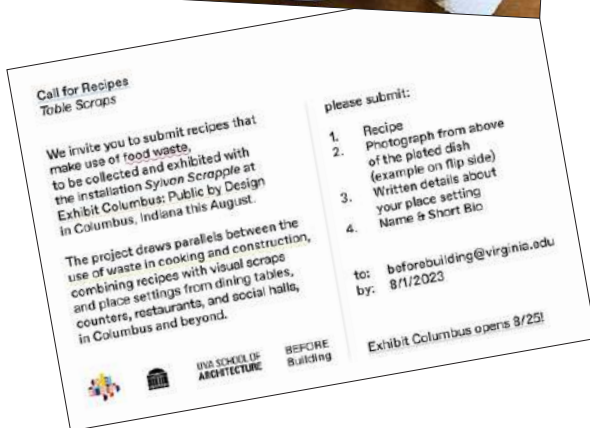 Call for Recipes
Table Scraps
We invite you to submit recipes that
make use of food waste,
to be collected and exhibited with
the installation Sylvan Scrapple at
Exhibit Columbus: Public by Design
in Columbus, Indiana this August.
The project draws parallels between the
use of waste in cooking and construction,
combining recipes with visual scraps
and place settings from dining tables,
counters, restaurants, and social halls,
in Columbus and beyond.
UVA SCHOOL OF
ARCHITECTURE
BEFORE
Building
please submit:
1. Recipe
2. Photograph from above
of the plated dish
(example on flip side)
3. Written details about
your place setting
4. Name & Short Bio
to: beforebuilding@virginia.edu
by: 8/1/2023
Exhibit Columbus opens 8/25!